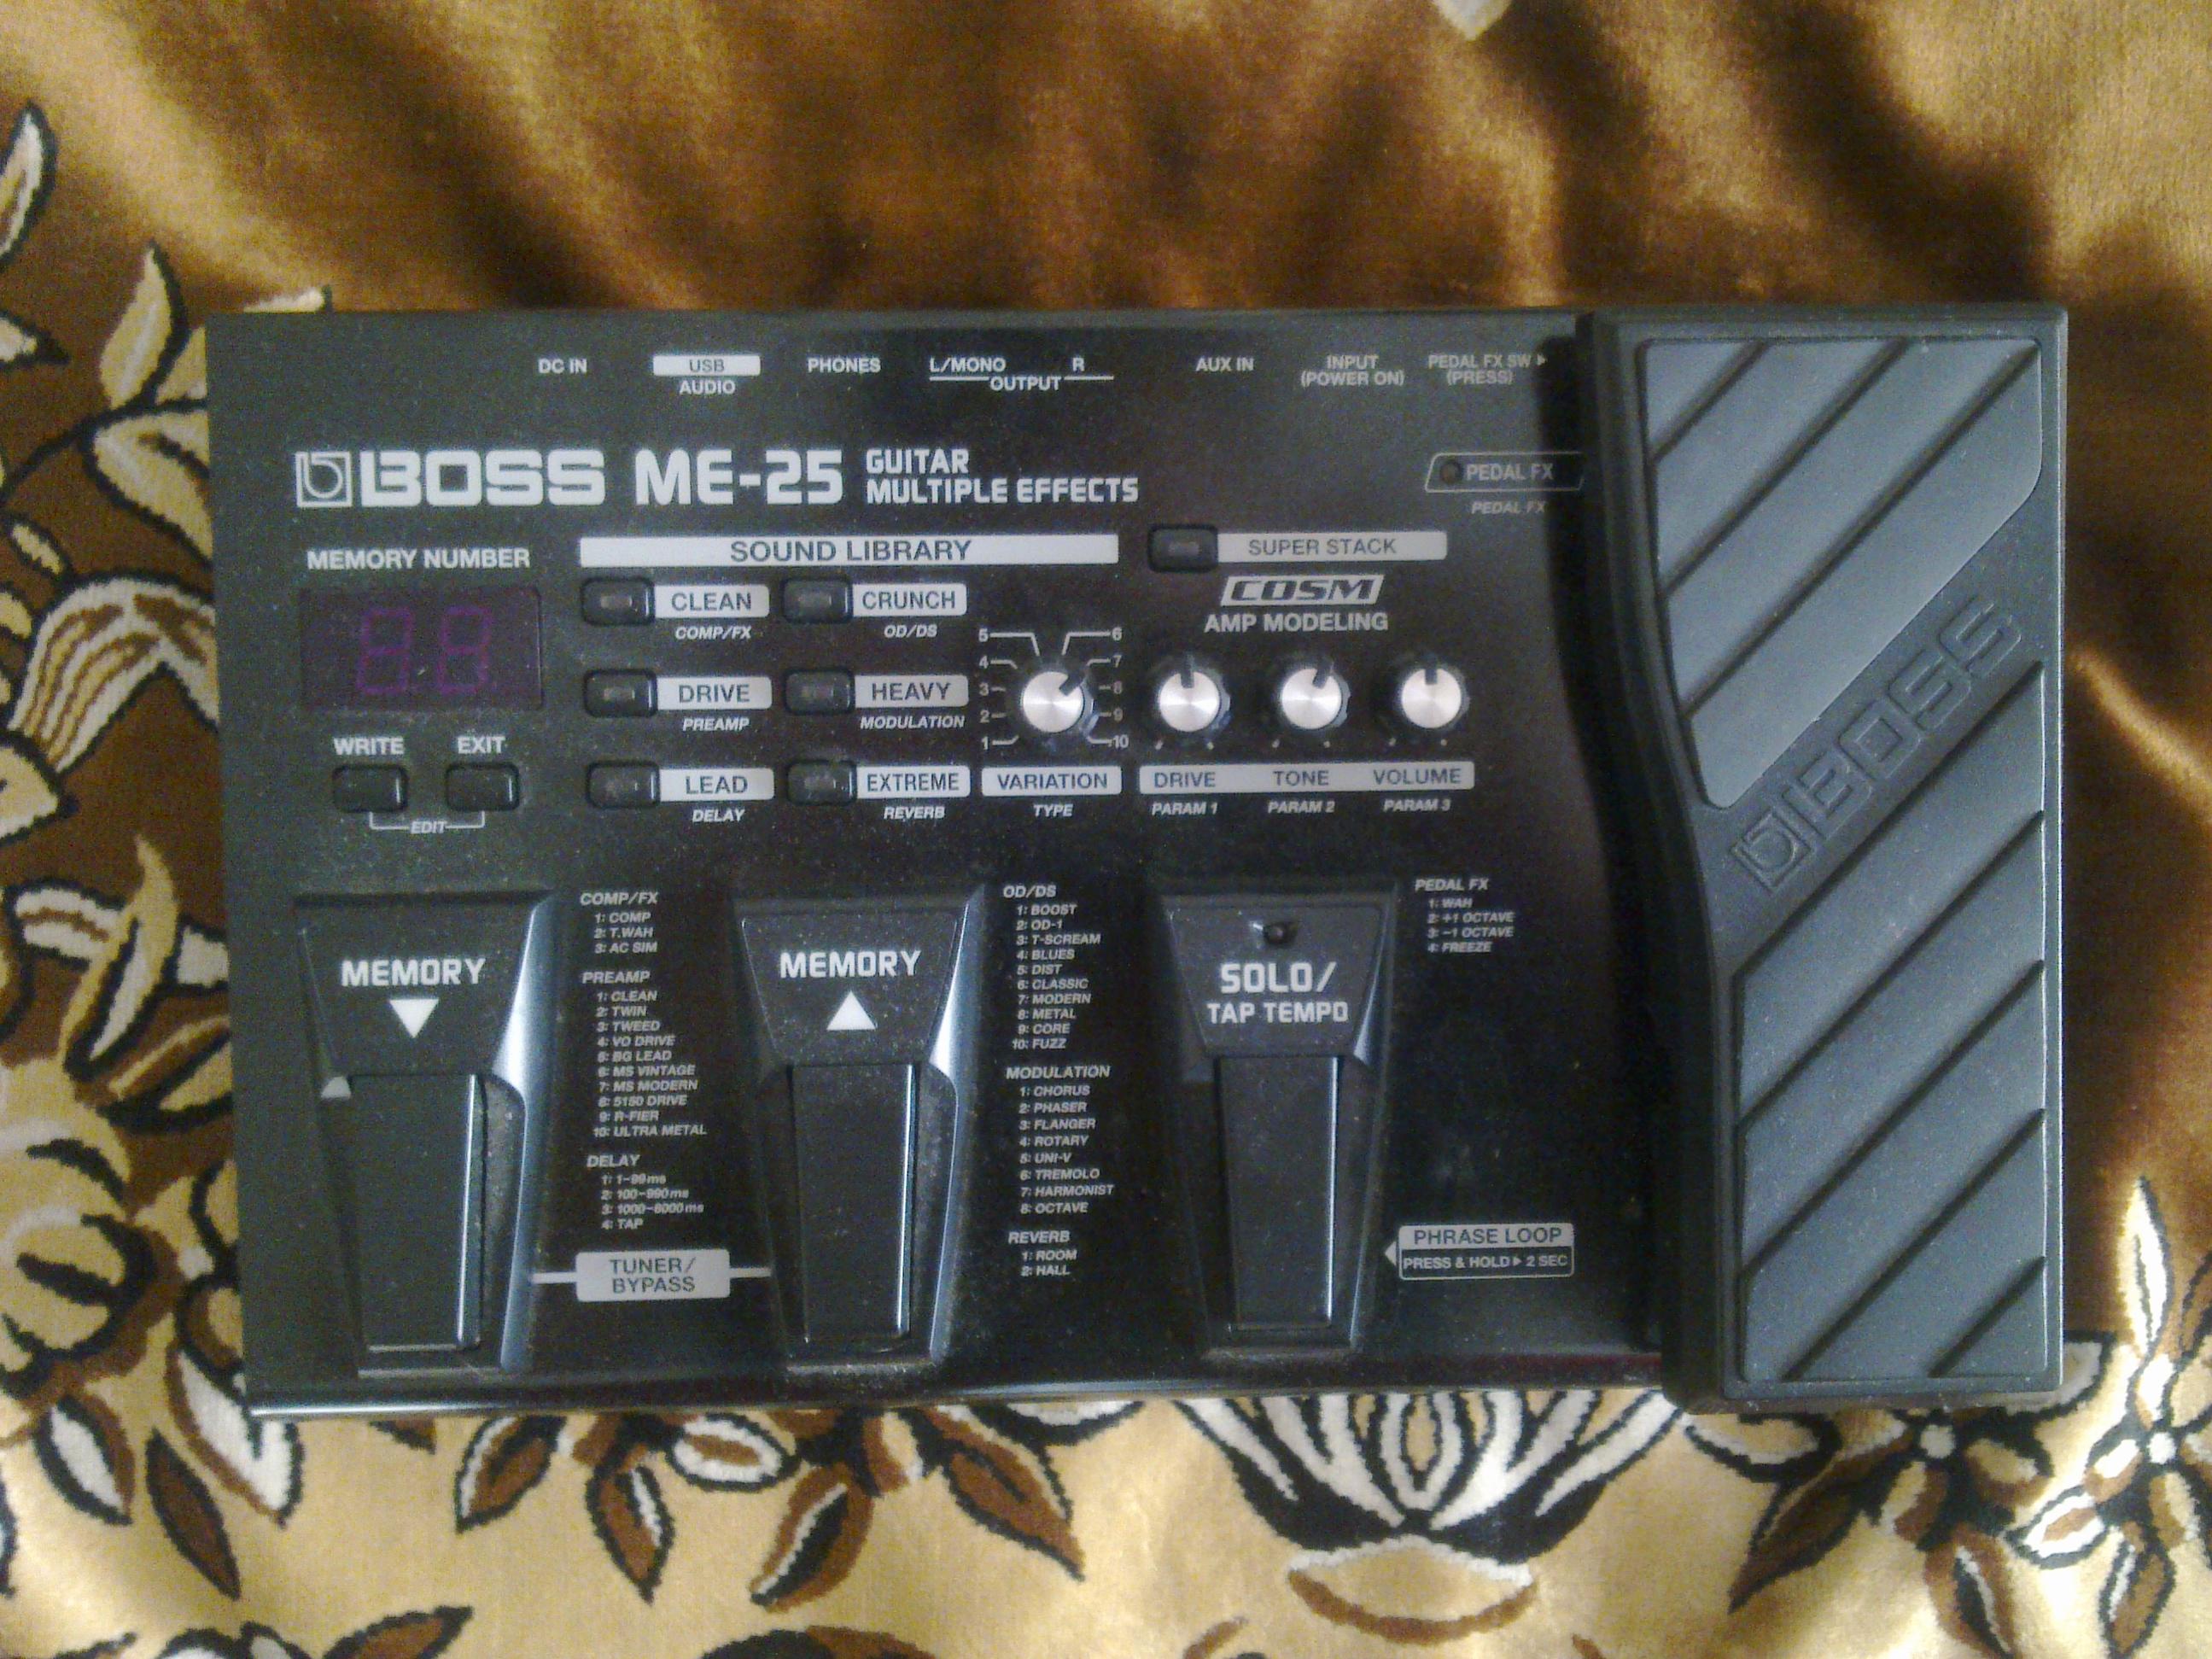 DC IN
USB
AUDIO
PHONES
L/MONO R
OUTPUT
AUX IN
INPUT
(POWER ON)
PEDAL FX SW ▶
(PRESS)
BOSS ME-25 GUITAR
MULTIPLE EFFECTS
PEDAL FX
PEDAL FX
MEMORY NUMBER
SOUND LIBRARY
SUPER STACK
COSM
AMP MODELING
CLEAN
COMP/FX
CRUNCH
OD/DS
DRIVE
PREAMP
HEAVY
MODULATION
LEAD
DELAY
EXTREME
REVERB
5 6
4 7
3 8
2 9
1 10
VARIATION
TYPE
DRIVE TONE VOLUME
PARAM 1 PARAM 2 PARAM 3
WRITE EXIT
EDIT
BOSS
MEMORY
▼
COMP/FX
1: COMP
2: T.WAH
3: AC SIM
PREAMP
1: CLEAN
2: TWIN
3: TWEED
4: VO DRIVE
5: BG LEAD
6: MS VINTAGE
7: MS MODERN
8: 5150 DRIVE
9: R-FIER
10: ULTRA METAL
DELAY
1: 1-99ms
2: 100-990ms
3: 1000-6000ms
4: TAP
TUNER/
BYPASS
MEMORY
▲
OD/DS
1: BOOST
2: OD-1
3: T-SCREAM
4: BLUES
5: DIST
6: CLASSIC
7: MODERN
8: METAL
9: CORE
10: FUZZ
MODULATION
1: CHORUS
2: PHASER
3: FLANGER
4: ROTARY
5: UNI-V
6: TREMOLO
7: HARMONIST
8: OCTAVE
REVERB
1: ROOM
2: HALL
SOLO/
TAP TEMPO
PEDAL FX
1: WAH
2: +1 OCTAVE
3: -1 OCTAVE
4: FREEZE
PHRASE LOOP
PRESS & HOLD ▶ 2 SEC